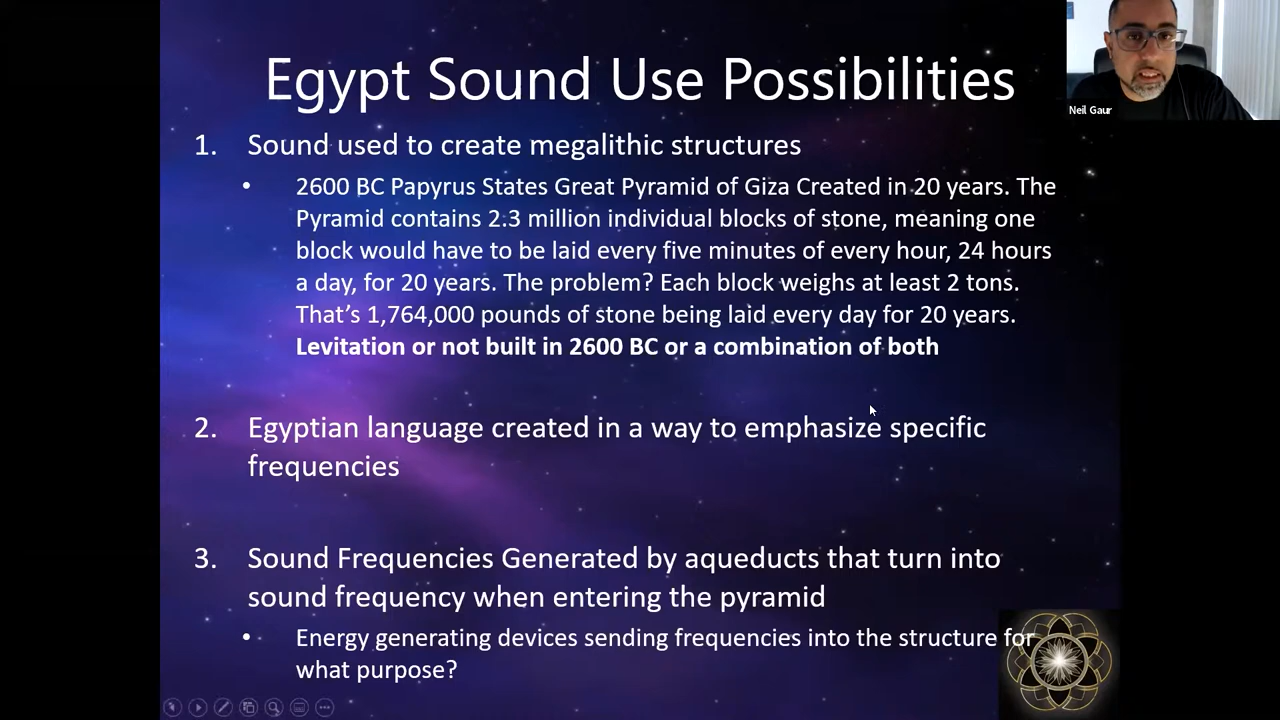 Egypt Sound Use Possibilities
Neil Gaur
1. Sound used to create megalithic structures
• 2600 BC Papyrus States Great Pyramid of Giza Created in 20 years. The
Pyramid contains 2.3 million individual blocks of stone, meaning one
block would have to be laid every five minutes of every hour, 24 hours
a day, for 20 years. The problem? Each block weighs at least 2 tons.
That's 1,764,000 pounds of stone being laid every day for 20 years.
Levitation or not built in 2600 BC or a combination of both
2. Egyptian language created in a way to emphasize specific
frequencies
3. Sound Frequencies Generated by aqueducts that turn into
sound frequency when entering the pyramid
• Energy generating devices sending frequencies into the structure for
what purpose?